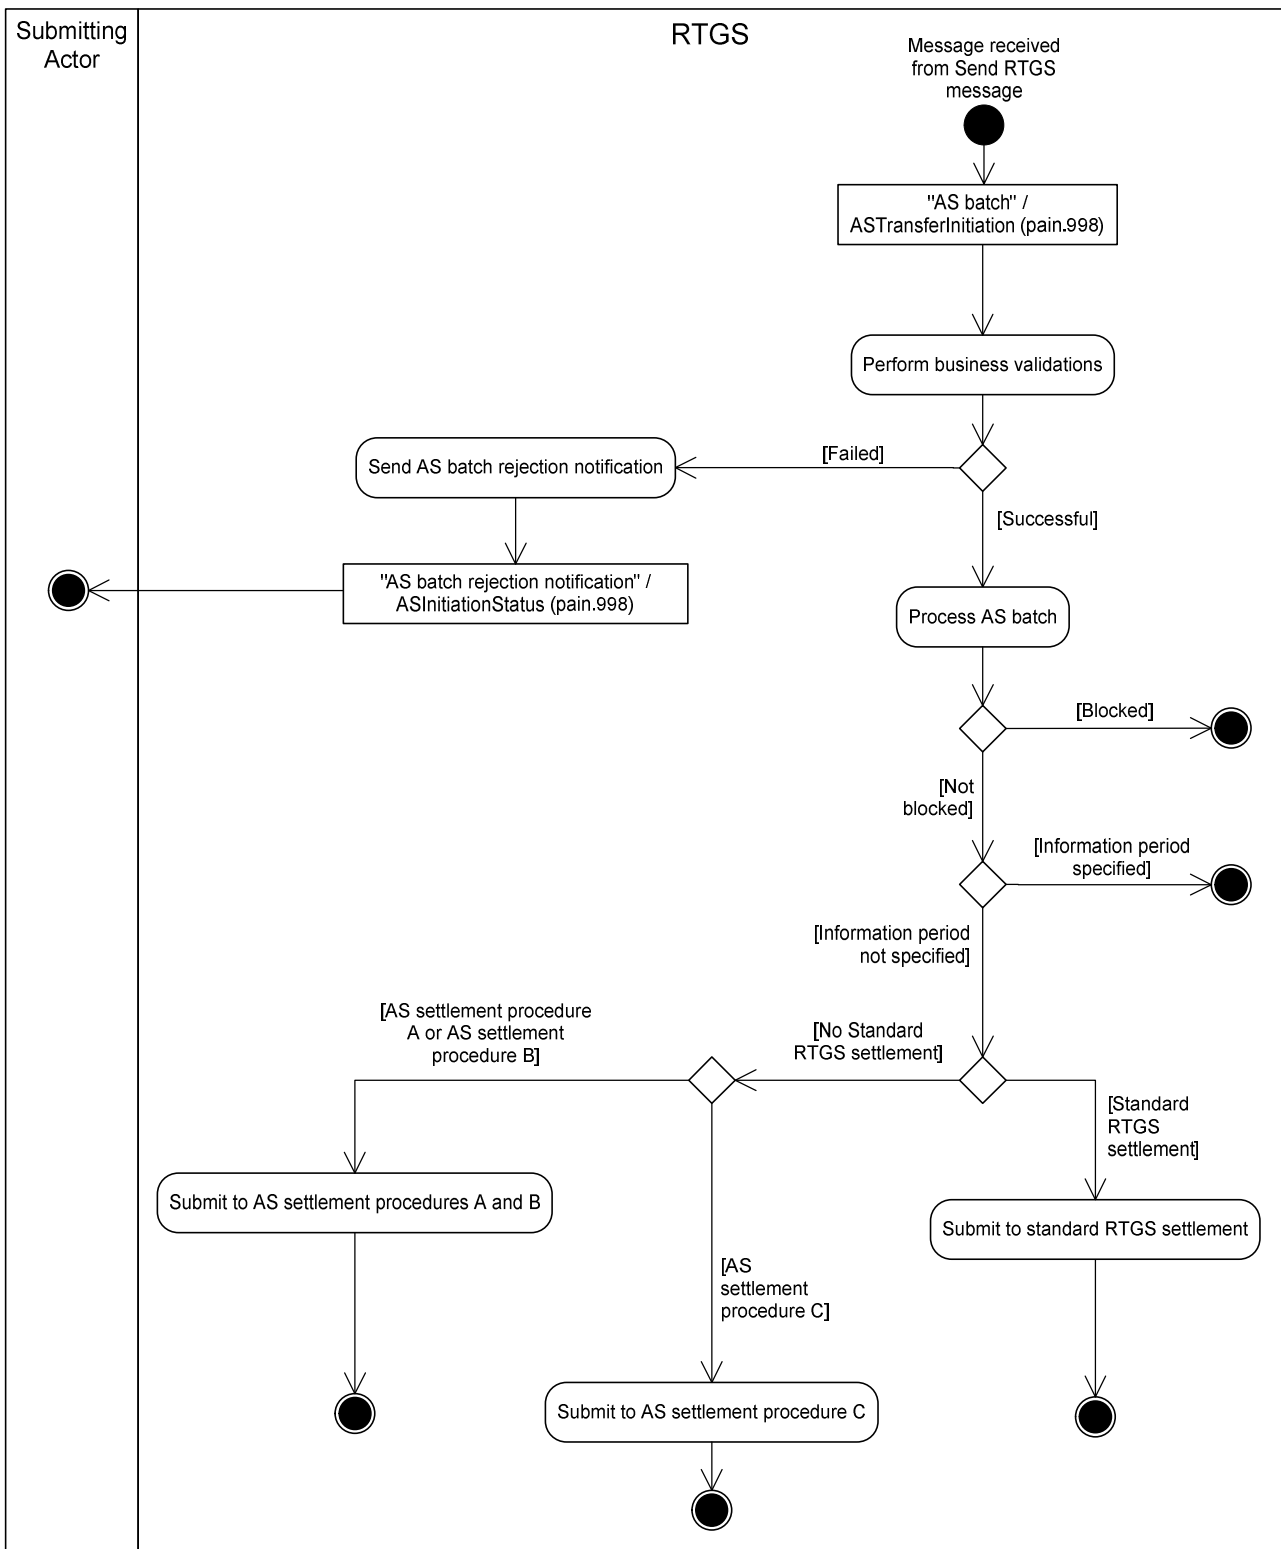 Submitting
Actor
RTGS
Message received
from Send RTGS
message
"AS batch" /
ASTransferInitiation (pain.998)
Perform business validations
[Failed]
Send AS batch rejection notification
[Successful]
"AS batch rejection notification" /
ASInitiationStatus (pain.998)
Process AS batch
[Blocked]
[Not
blocked]
[Information period
specified]
[Information period
not specified]
[AS settlement procedure
A or AS settlement
procedure B]
[No Standard
RTGS settlement]
[Standard
RTGS
settlement]
Submit to AS settlement procedures A and B
Submit to standard RTGS settlement
[AS
settlement
procedure C]
Submit to AS settlement procedure C